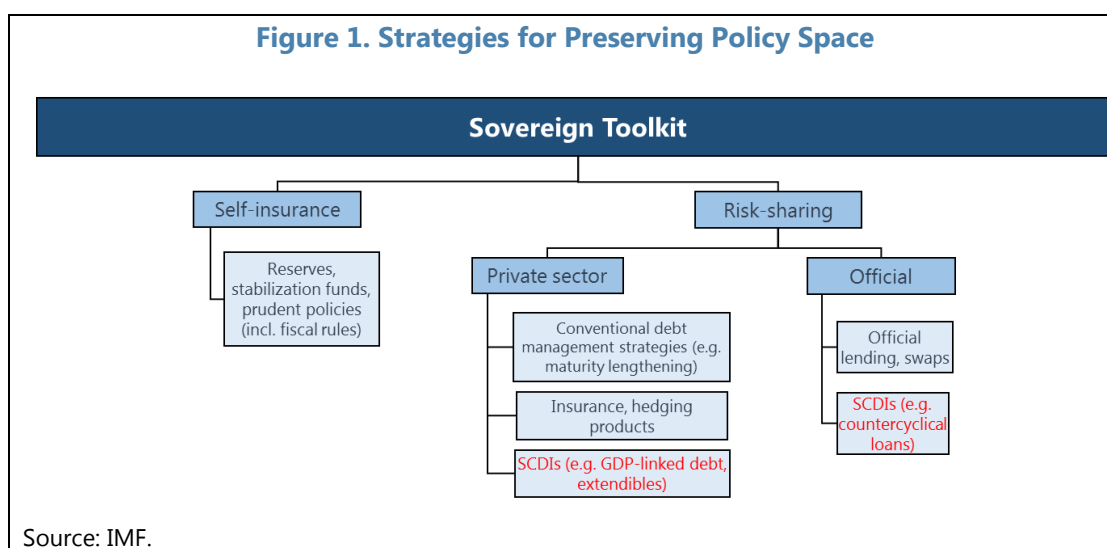 Figure 1. Strategies for Preserving Policy Space
Sovereign Toolkit
Self-insurance
Risk-sharing
Reserves,
stabilization funds,
prudent policies
(incl. fiscal rules)
Private sector
Official
Conventional debt
management strategies (e.g.
maturity lengthening)
Official
lending, swaps
Insurance, hedging
products
SCDIs (e.g.
countercyclical
loans)
SCDIs (e.g. GDP-linked debt,
extendibles)
Source: IMF.